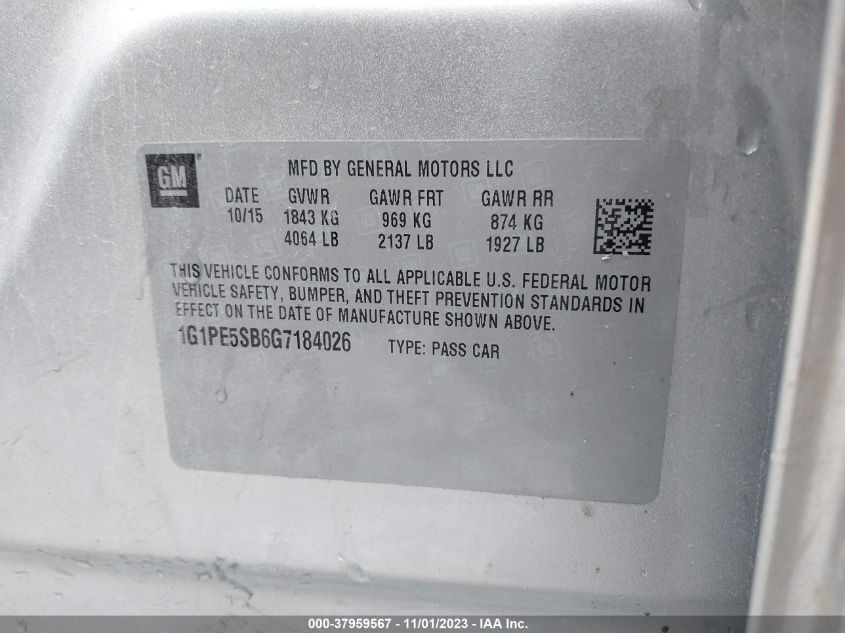 GM
MFD BY GENERAL MOTORS LLC
DATE GVWR GAWR FRT GAWR RR
10/15 1843 KG 969 KG 874 KG
4064 LB 2137 LB 1927 LB
THIS VEHICLE CONFORMS TO ALL APPLICABLE U.S. FEDERAL MOTOR
VEHICLE SAFETY, BUMPER, AND THEFT PREVENTION STANDARDS IN
EFFECT ON THE DATE OF MANUFACTURE SHOWN ABOVE.
1G1PE5SB6G7184026 TYPE: PASS CAR
000-37959567 - 11/01/2023 - IAA Inc.